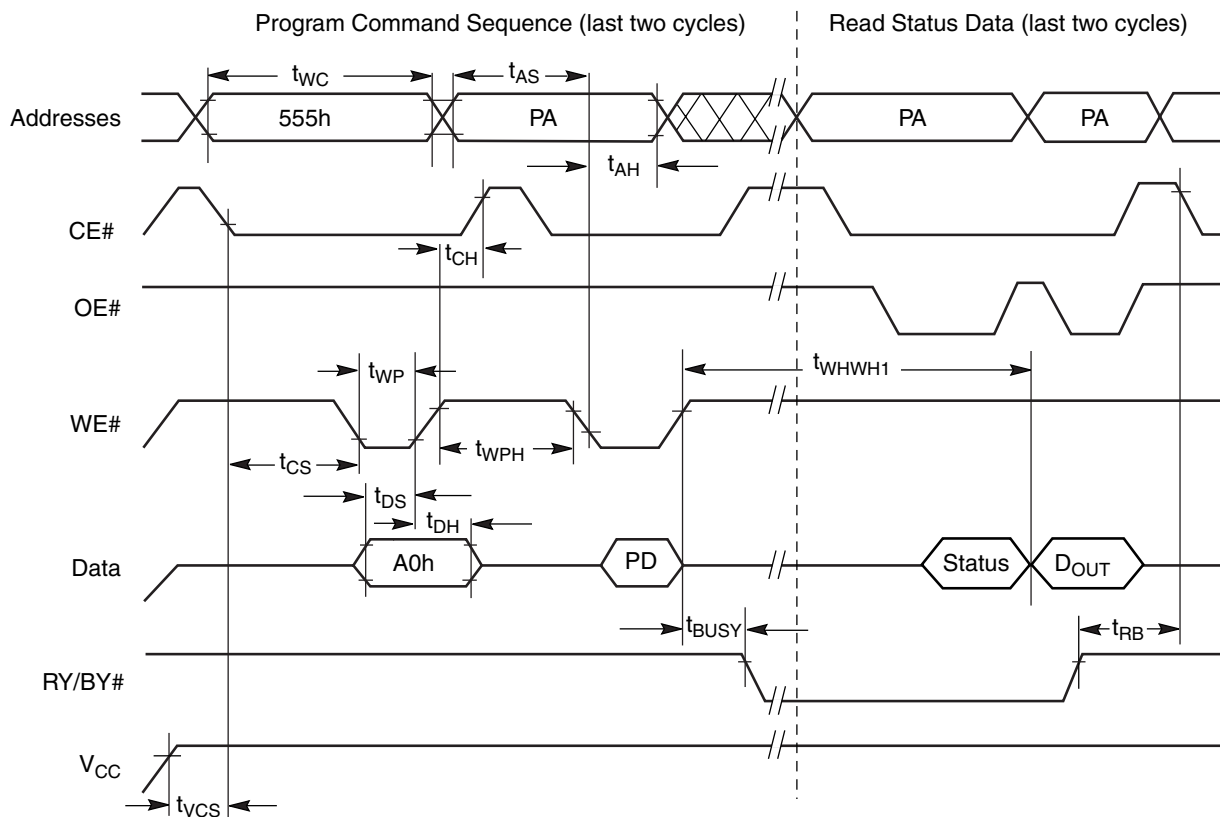 Program Command Sequence (last two cycles) Read Status Data (last two cycles)
tWC tAS
Addresses 555h PA PA PA
tAH
CE#
tCH
OE#
tWP tWHWH1
WE#
tCS tWPH
tDS
tDH
Data A0h PD Status DOUT
tBUSY tRB
RY/BY#
VCC
tVCS